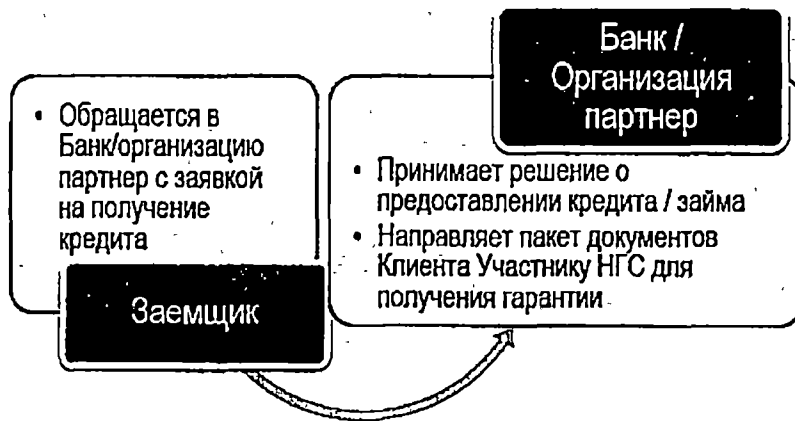 • Обращается в
Банк/организацию
партнер с заявкой
на получение
кредита
Заемщик
Банк /
Организация
партнер
• Принимает решение о
предоставлении кредита / займа
• Направляет пакет документов
Клиента Участнику НГС для
получения гарантии